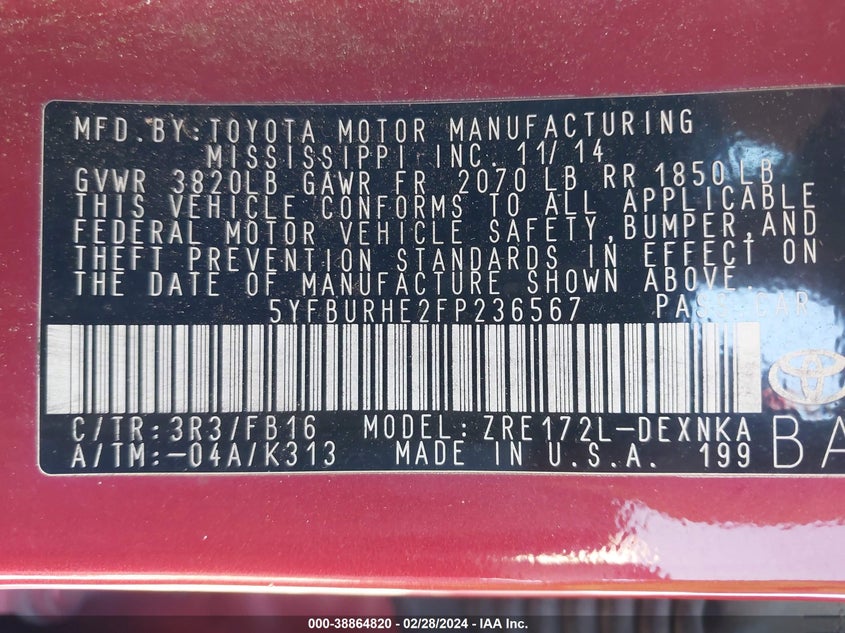 MFD.BY:TOYOTA MOTOR MANUFACTURING
MISSISSIPPI INC. 11/14
GVWR 3820LB GAWR FR 2070 LB RR 1850 LB
THIS VEHICLE CONFORMS TO ALL APPLICABLE
FEDERAL MOTOR VEHICLE SAFETY,BUMPER,AND
THEFT PREVENTION STANDARDS IN EFFECT ON
THE DATE OF MANUFACTURE SHOWN ABOVE.
5YFBURHE2FP236567 PASS CAR
C/TR:3R3/FB16 MODEL:ZRE172L-DEXNKA
A/TM:-04A/K313 MADE IN U.S.A. 199 BA
000-38864820 - 02/28/2024 - IAA Inc.